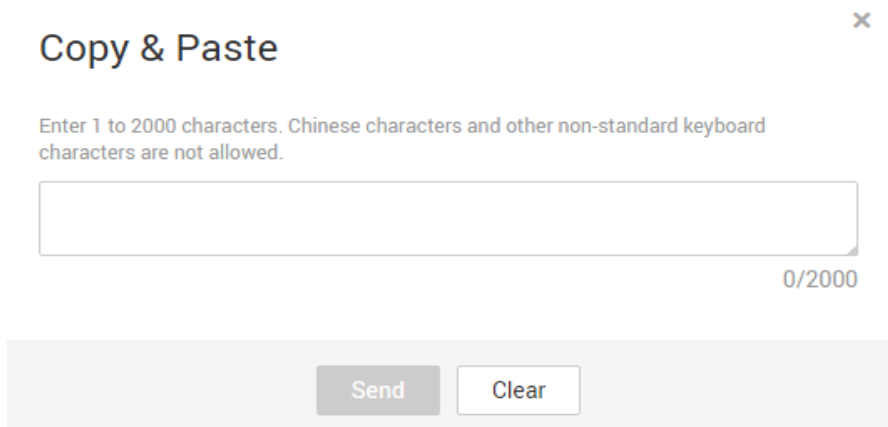 Copy & Paste
Enter 1 to 2000 characters. Chinese characters and other non-standard keyboard
characters are not allowed.
0/2000
Send
Clear